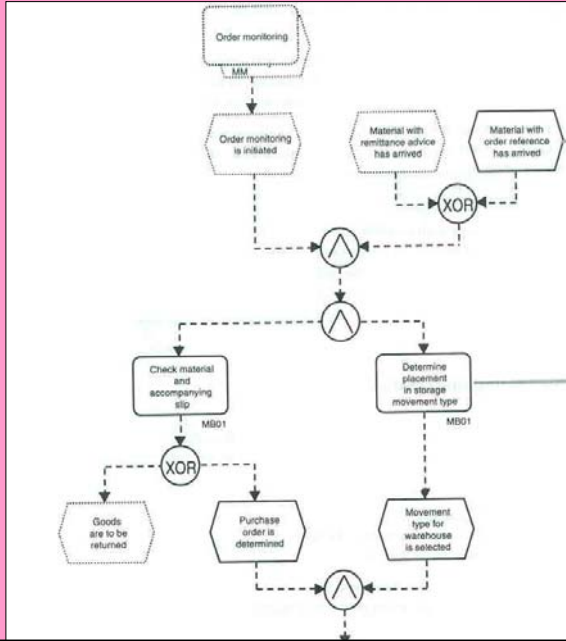 Order monitoring
MM
Order monitoring
is initiated
Material with
remittance advice
has arrived
Material with
order reference
has arrived
XOR
Check material
and
accompanying
slip
MB01
Determine
placement
in storage
movement type
MB01
XOR
Goods
are to be
returned
Purchase
order is
determined
Movement
type for
warehouse
is selected